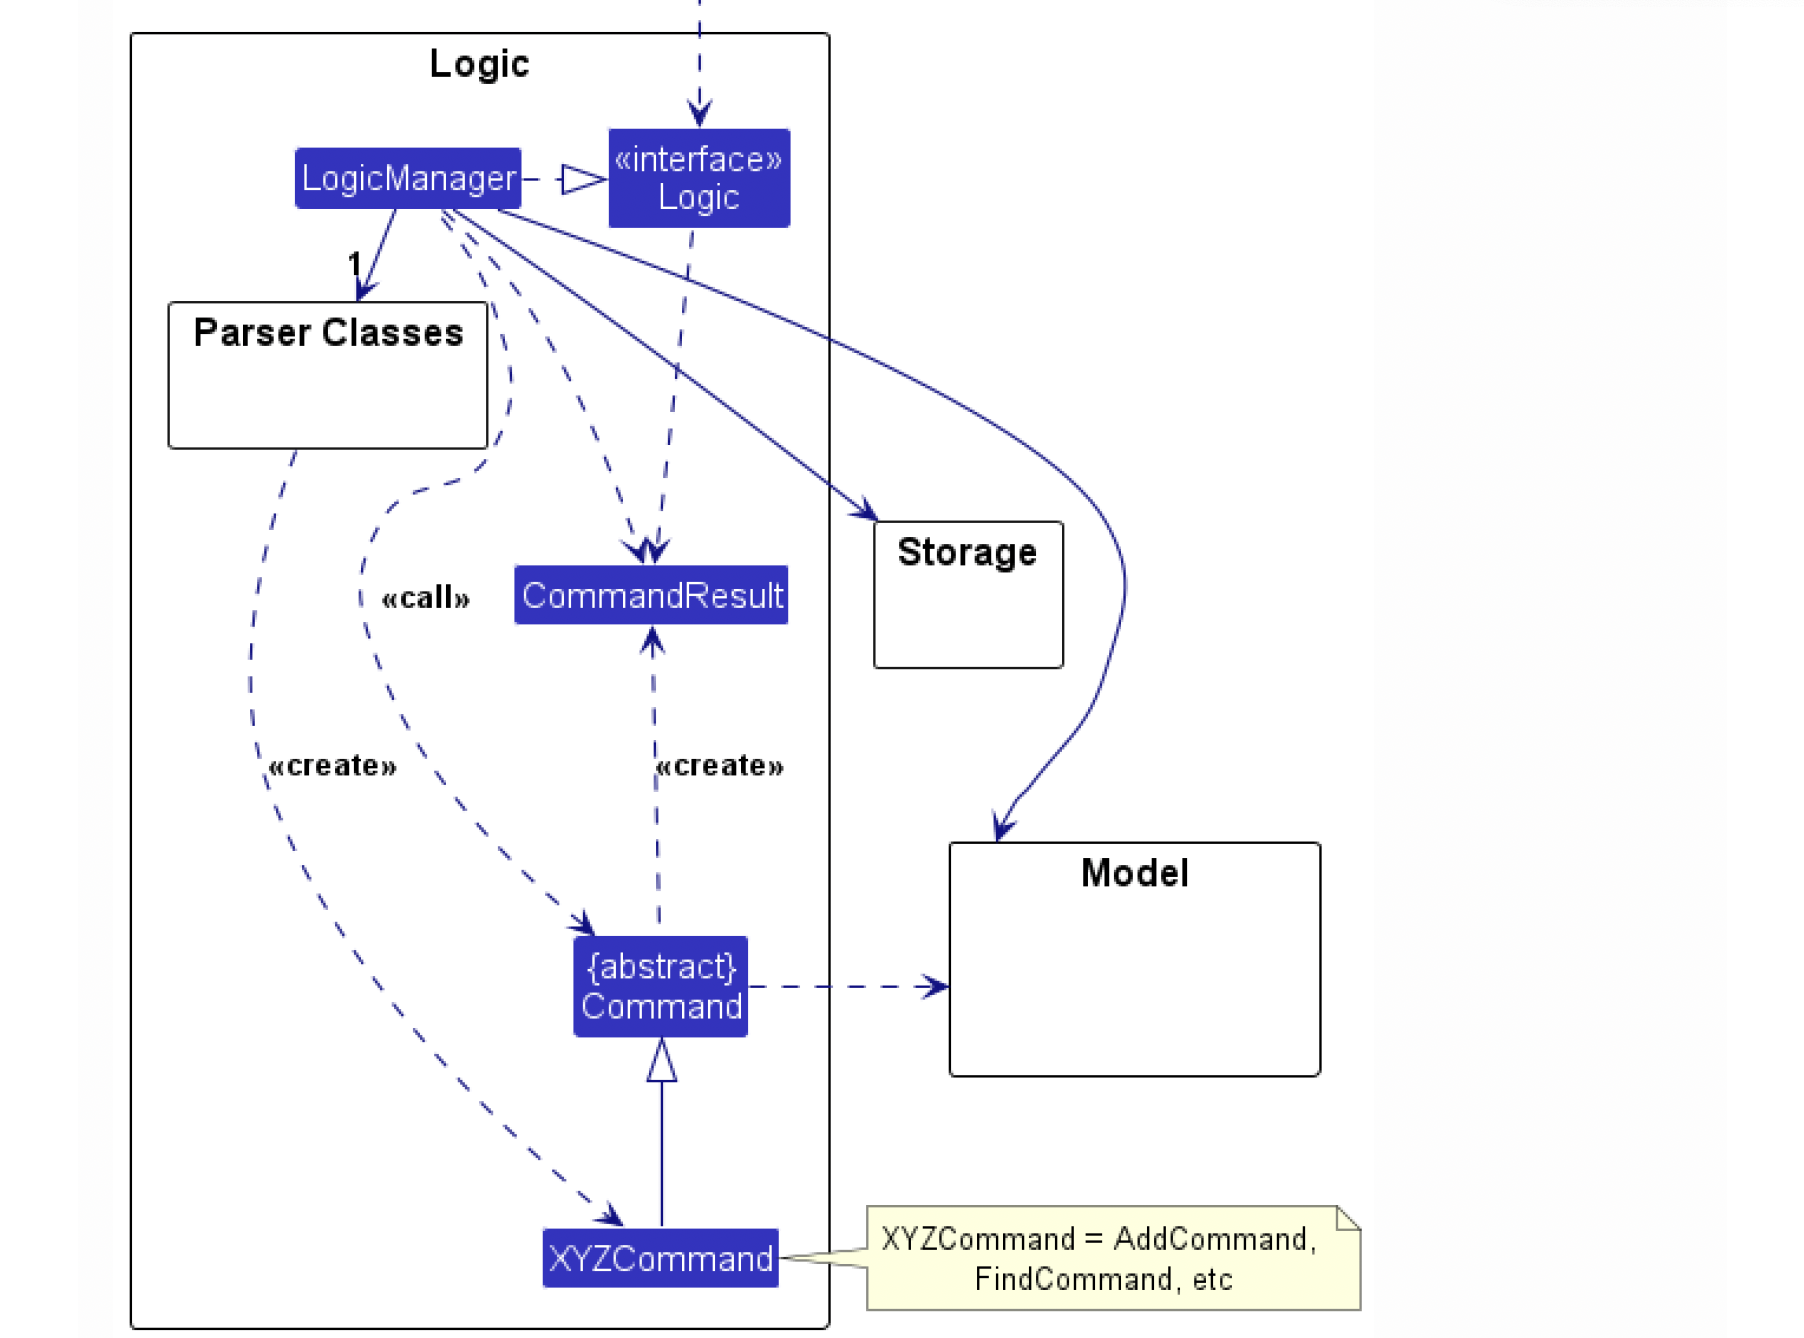 Logic
LogicManager
«interface»
Logic
1
Parser Classes
Storage
«call»
CommandResult
«create»
«create»
Model
{abstract}
Command
XYZCommand
XYZCommand = AddCommand,
FindCommand, etc